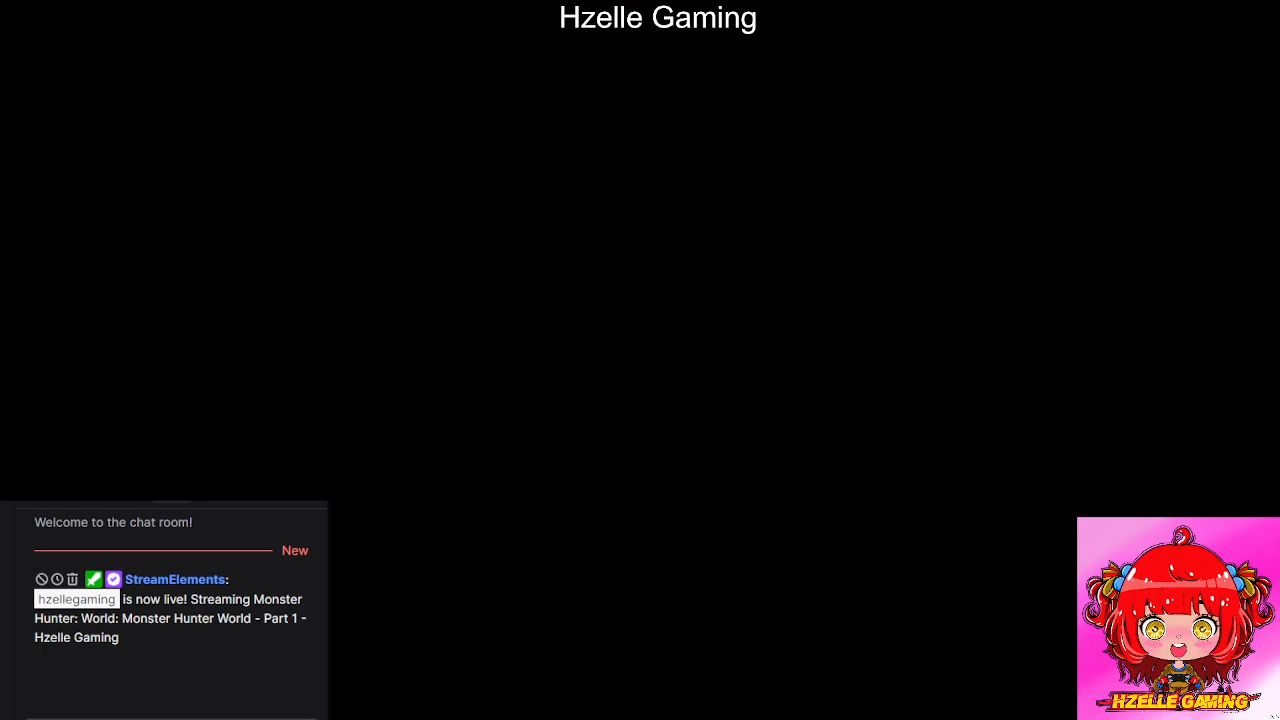 Hzelle Gaming
Welcome to the chat room!
New
StreamElements:
hzellegaming is now live! Streaming Monster
Hunter: World: Monster Hunter World - Part 1 -
Hzelle Gaming
HZELLE GAMING